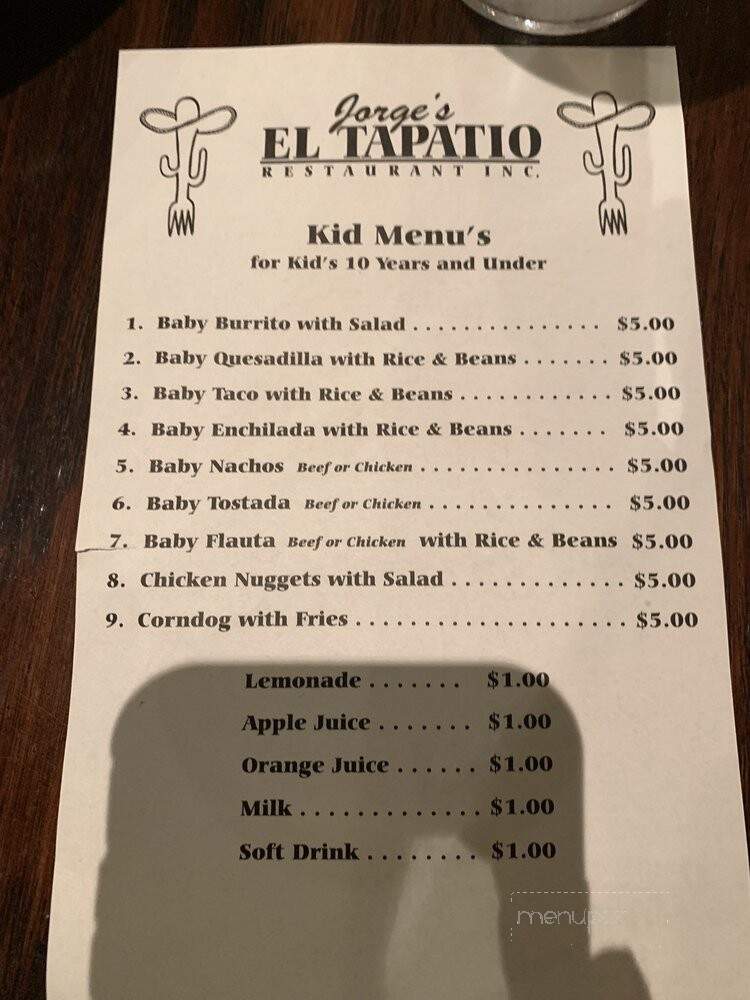 Jorge's
EL TAPATIO
RESTAURANT INC.
Kid Menu's
for Kid's 10 Years and Under
1. Baby Burrito with Salad . . . . . . . . . . . . . . . $5.00
2. Baby Quesadilla with Rice & Beans . . . . . . . $5.00
3. Baby Taco with Rice & Beans . . . . . . . . . . . . $5.00
4. Baby Enchilada with Rice & Beans . . . . . . . $5.00
5. Baby Nachos Beef or Chicken . . . . . . . . . . . . . . . $5.00
6. Baby Tostada Beef or Chicken . . . . . . . . . . . . . . $5.00
7. Baby Flauta Beef or Chicken with Rice & Beans $5.00
8. Chicken Nuggets with Salad . . . . . . . . . . . . . $5.00
9. Corndog with Fries . . . . . . . . . . . . . . . . . . . . . $5.00
Lemonade . . . . . . . $1.00
Apple Juice . . . . . . . $1.00
Orange Juice . . . . . . $1.00
Milk . . . . . . . . . . . . . $1.00
Soft Drink . . . . . . . . $1.00